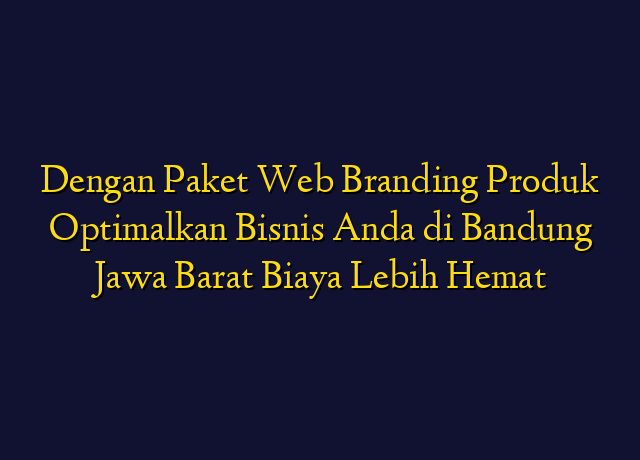 Dengan Paket Web Branding Produk
Optimalkan Bisnis Anda di Bandung
Jawa Barat Biaya Lebih Hemat